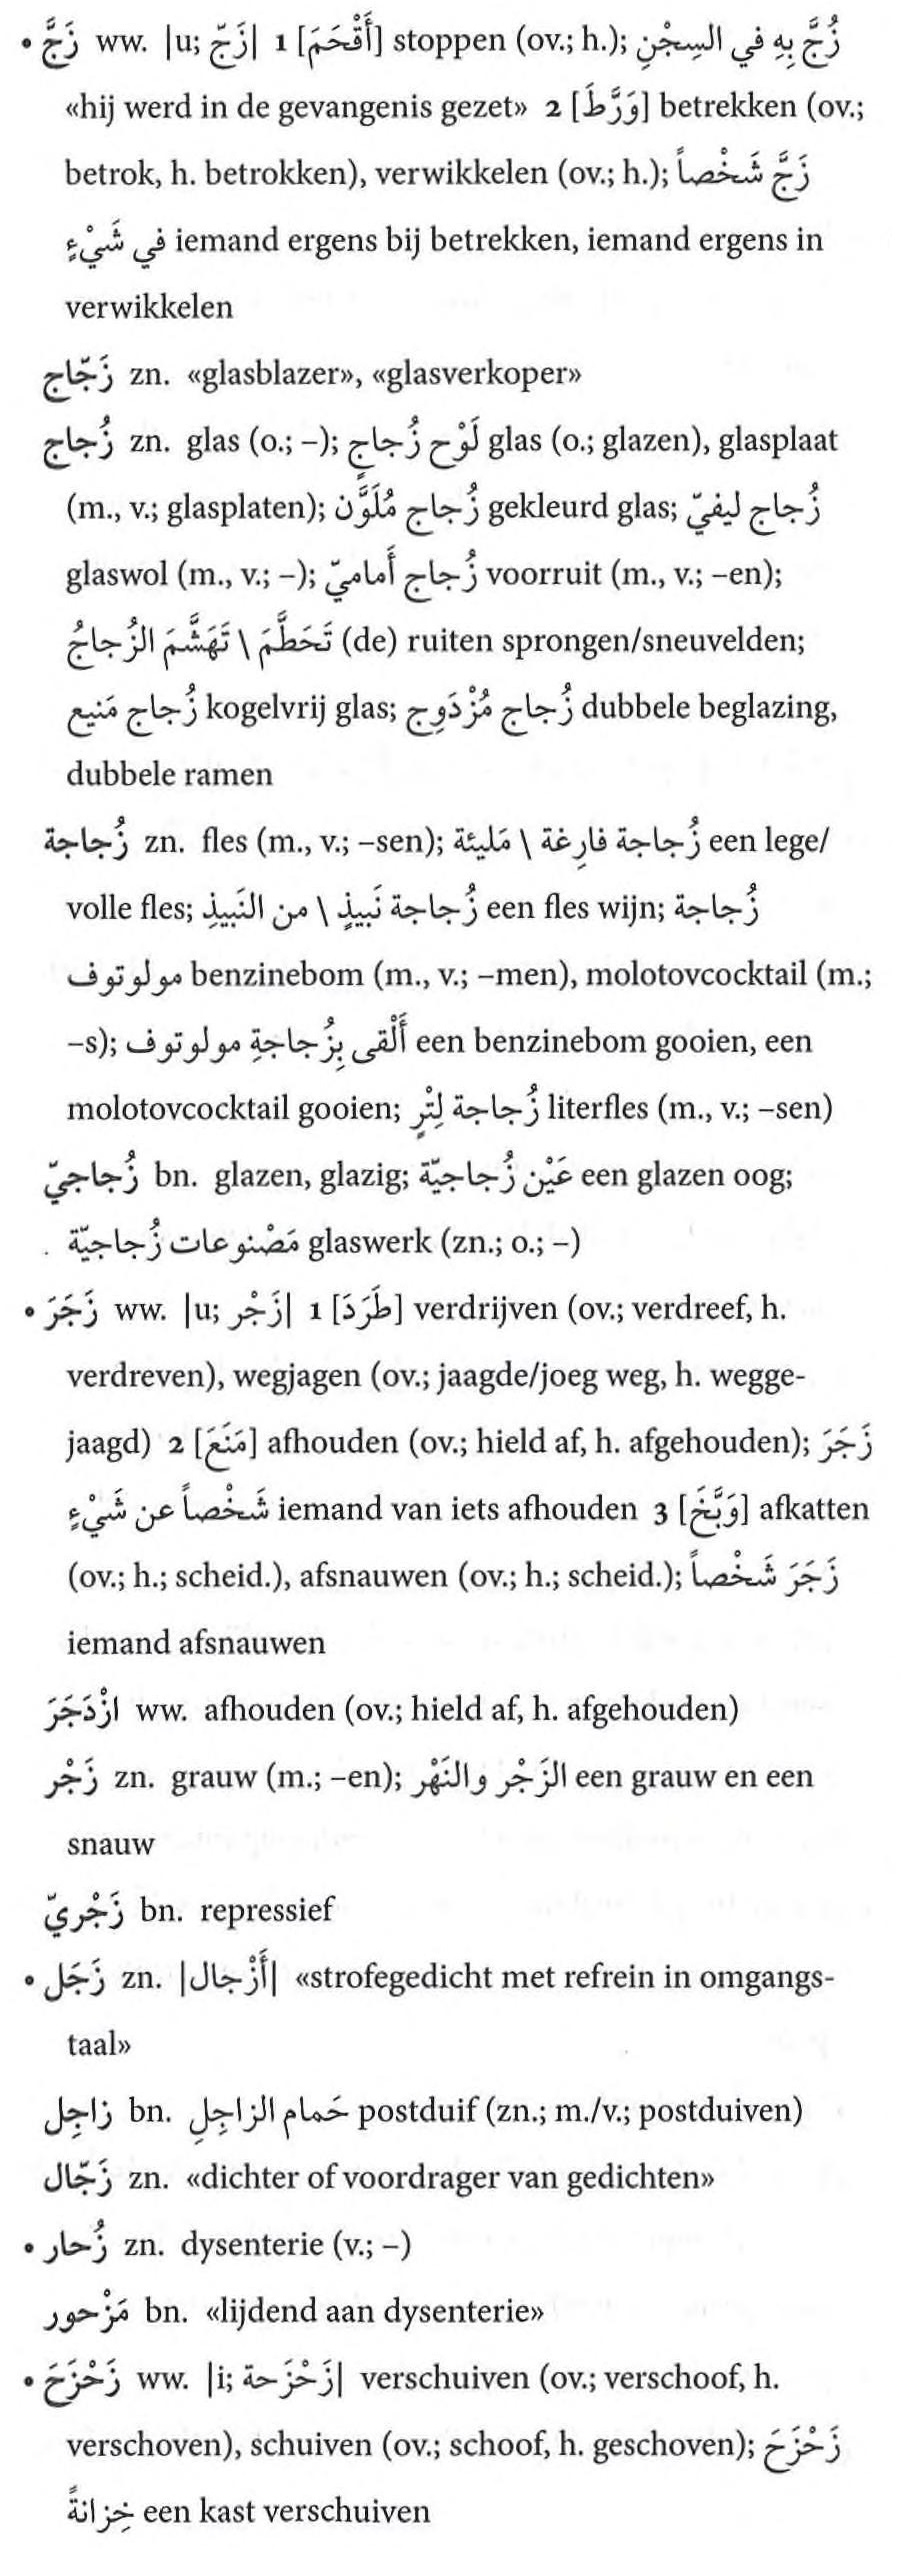 • زَجَّ ww. |u; زَجّ| 1 [أَقْحَمَ] stoppen (ov.; h.); زُجَّ بِهِ في السِجْنِ
«hij werd in de gevangenis gezet» 2 [وَرَّطَ] betrekken (ov.;
betrok, h. betrokken), verwikkelen (ov.; h.); زَجَّ شَخْصاً
في شَيْءٍ iemand ergens bij betrekken, iemand ergens in
verwikkelen
زَجّاج zn. «glasblazer», «glasverkoper»
زُجاج zn. glas (o.; –); لَوْح زُجاجٍ glas (o.; glazen), glasplaat
(m., v.; glasplaten); زُجاج مُلَوَّن gekleurd glas; زُجاج ليفيّ
glaswol (m., v.; –); زُجاج أَماميّ voorruit (m., v.; –en);
تَحَطَّمَ \ تَهَشَّمَ الزُجاجُ (de) ruiten sprongen/sneuvelden;
زُجاج مَنيع kogelvrij glas; زُجاج مُزْدَوِج dubbele beglazing,
dubbele ramen
زُجاجة zn. fles (m., v.; –sen); زُجاجة فارِغة \ مَليئة een lege/
volle fles; زُجاجة نَبيذٍ \ من النَبيذِ een fles wijn; زُجاجة
مولوتوف benzinebom (m., v.; –men), molotovcocktail (m.;
–s); أَلْقى بِزُجاجةِ مولوتوف een benzinebom gooien, een
molotovcocktail gooien; زُجاجة لِتْرٍ literfles (m., v.; –sen)
زُجاجيّ bn. glazen, glazig; عَيْن زُجاجيّة een glazen oog;
مَصْنوعات زُجاجيّة glaswerk (zn.; o.; –)
• زَجَرَ ww. |u; زَجْر| 1 [طَرَدَ] verdrijven (ov.; verdreef, h.
verdreven), wegjagen (ov.; jaagde/joeg weg, h. wegge-
jaagd) 2 [مَنَعَ] afhouden (ov.; hield af, h. afgehouden); زَجَرَ
شَخْصاً عن شَيْءٍ iemand van iets afhouden 3 [وَبَّخَ] afkatten
(ov.; h.; scheid.), afsnauwen (ov.; h.; scheid.); زَجَرَ شَخْصاً
iemand afsnauwen
ازْدَجَرَ ww. afhouden (ov.; hield af, h. afgehouden)
زَجْر zn. grauw (m.; –en); الزَجْر والنَهْر een grauw en een
snauw
زَجْريّ bn. repressief
• زَجَل zn. |أَزْجال| «strofegedicht met refrein in omgangs-
taal»
زاجِل bn. حَمام الزاجِلِ postduif (zn.; m./v.; postduiven)
زَجّال zn. «dichter of voordrager van gedichten»
• زُحار zn. dysenterie (v.; –)
مَزْحور bn. «lijdend aan dysenterie»
• زَحْزَحَ ww. |i; زَحْزَحة| verschuiven (ov.; verschoof, h.
verschoven), schuiven (ov.; schoof, h. geschoven); زَحْزَحَ
خِزانةً een kast verschuiven